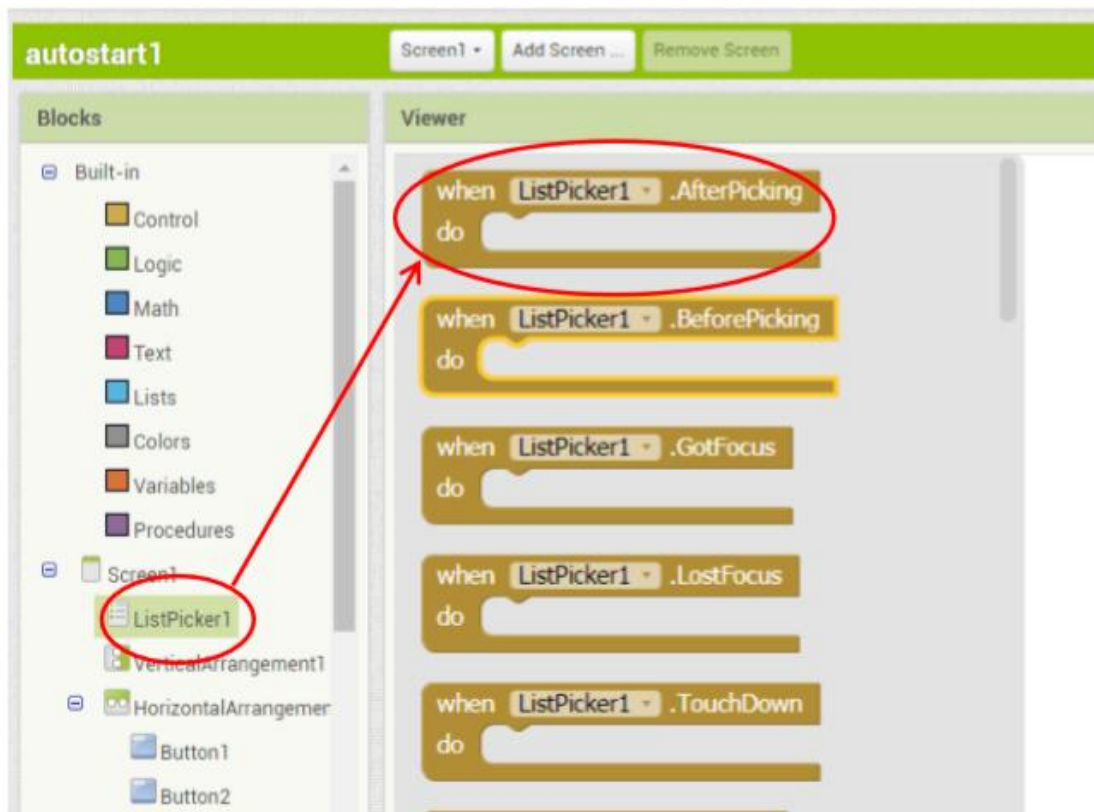 autostart1
Screen1
Add Screen ...
Remove Screen
Blocks
Viewer
Built-in
Control
Logic
Math
Text
Lists
Colors
Variables
Procedures
Screen1
ListPicker1
VerticalArrangement1
HorizontalArrangemen
Button1
Button2
when ListPicker1 .AfterPicking
do
when ListPicker1 .BeforePicking
do
when ListPicker1 .GotFocus
do
when ListPicker1 .LostFocus
do
when ListPicker1 .TouchDown
do